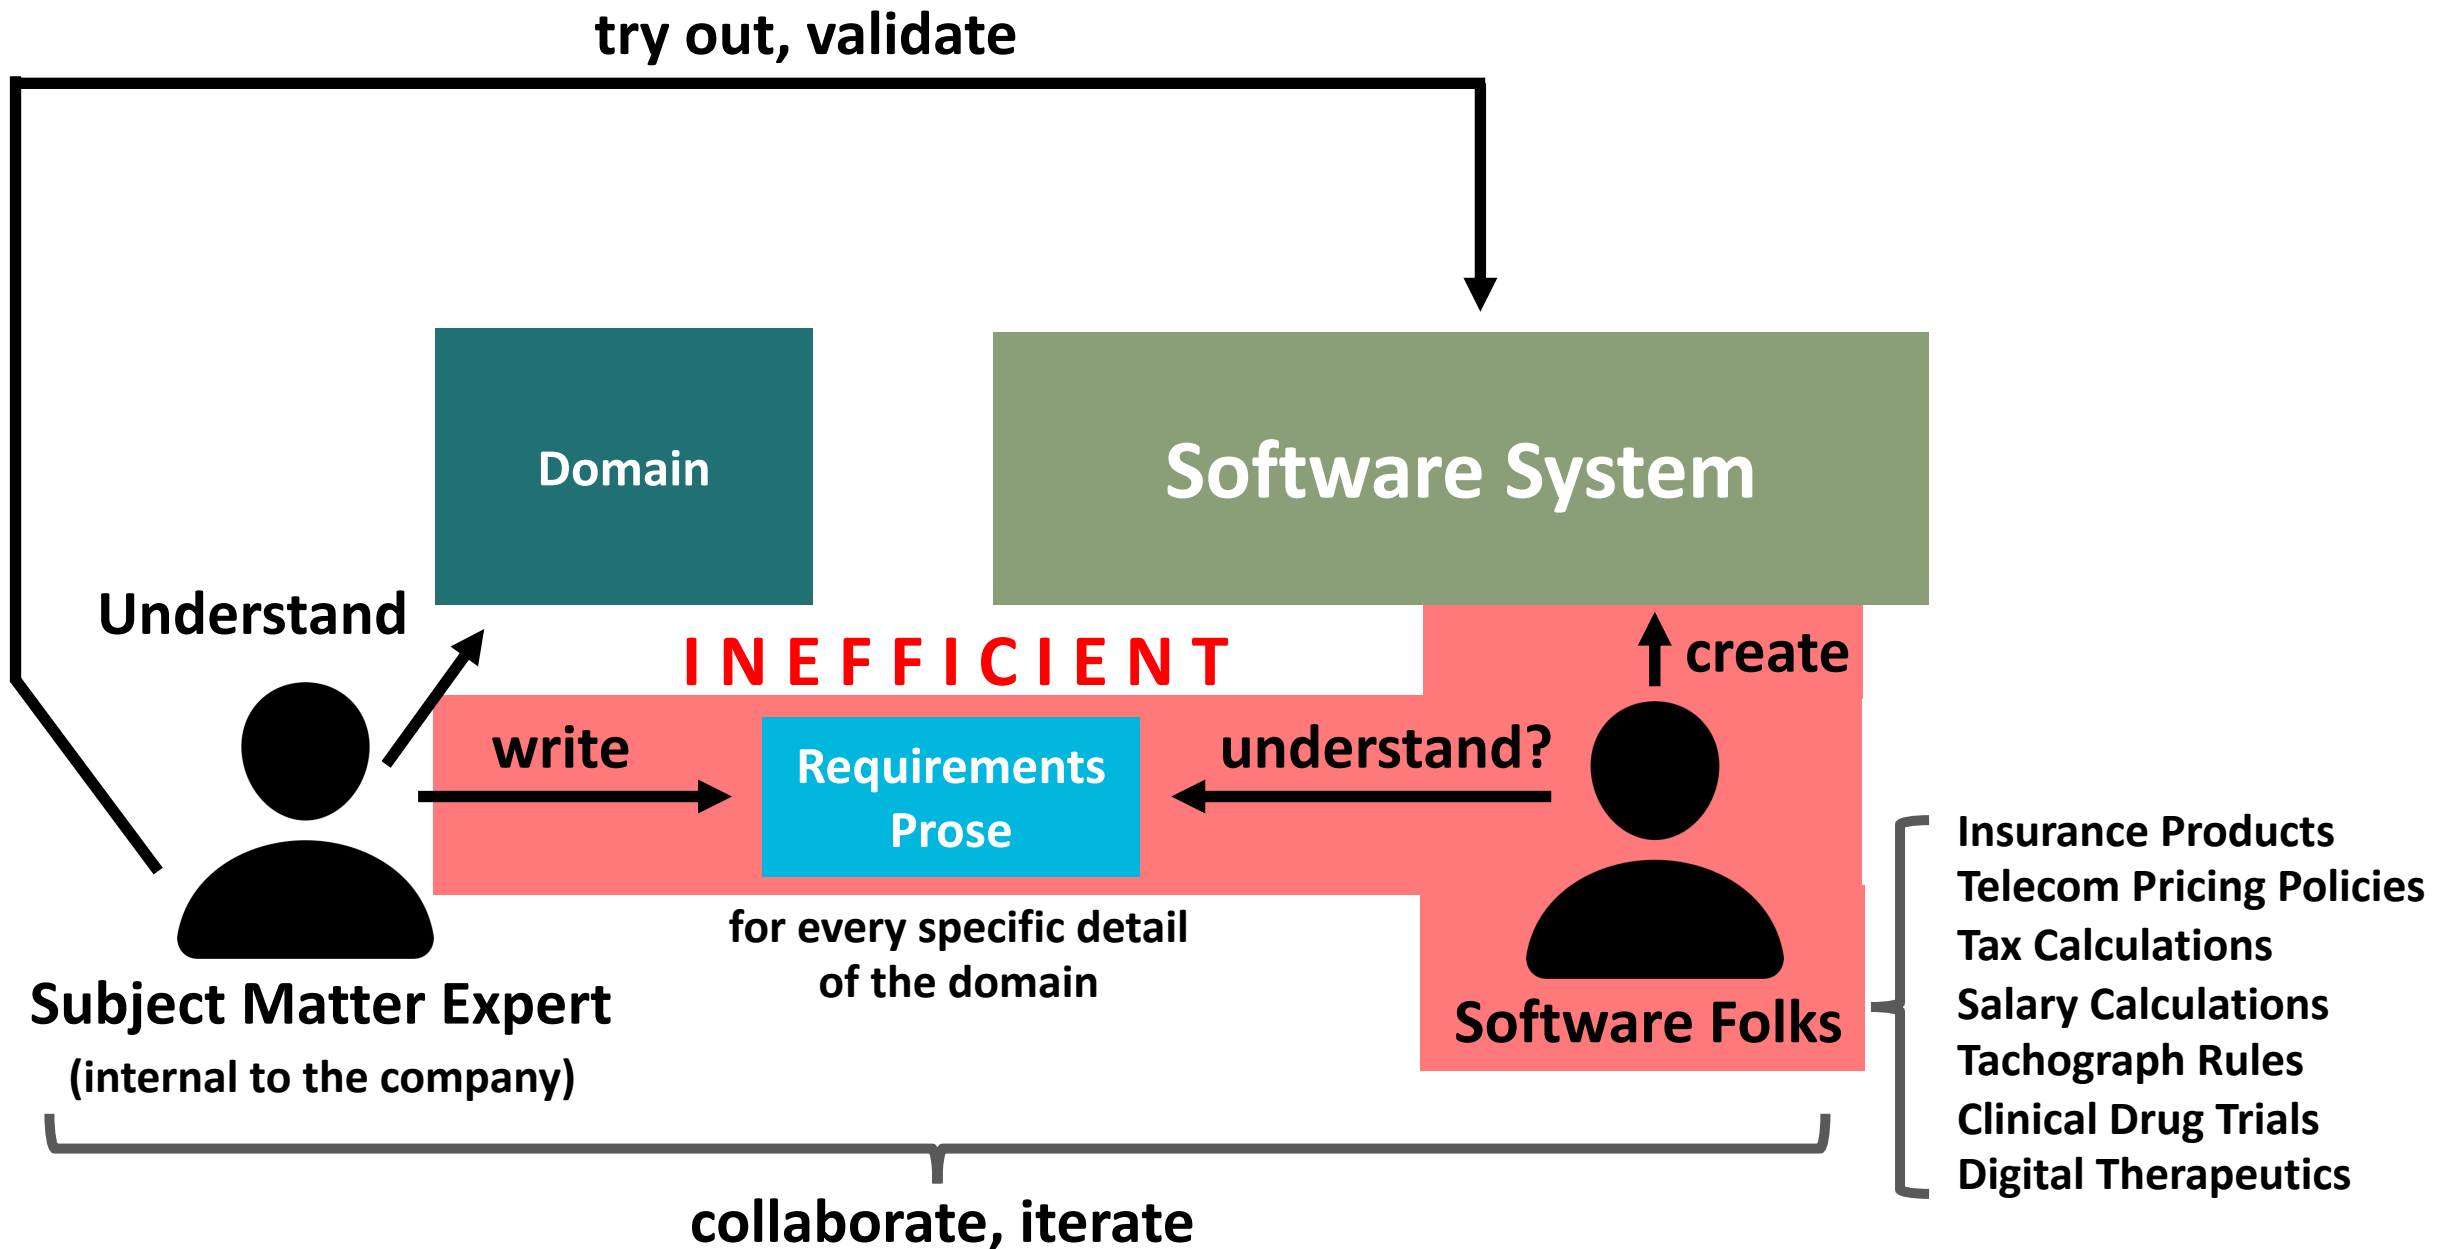 try out, validate
Domain
Software System
Understand
I N E F F I C I E N T
create
write
Requirements
Prose
understand?
for every specific detail
of the domain
Subject Matter Expert
(internal to the company)
Software Folks
Insurance Products
Telecom Pricing Policies
Tax Calculations
Salary Calculations
Tachograph Rules
Clinical Drug Trials
Digital Therapeutics
collaborate, iterate